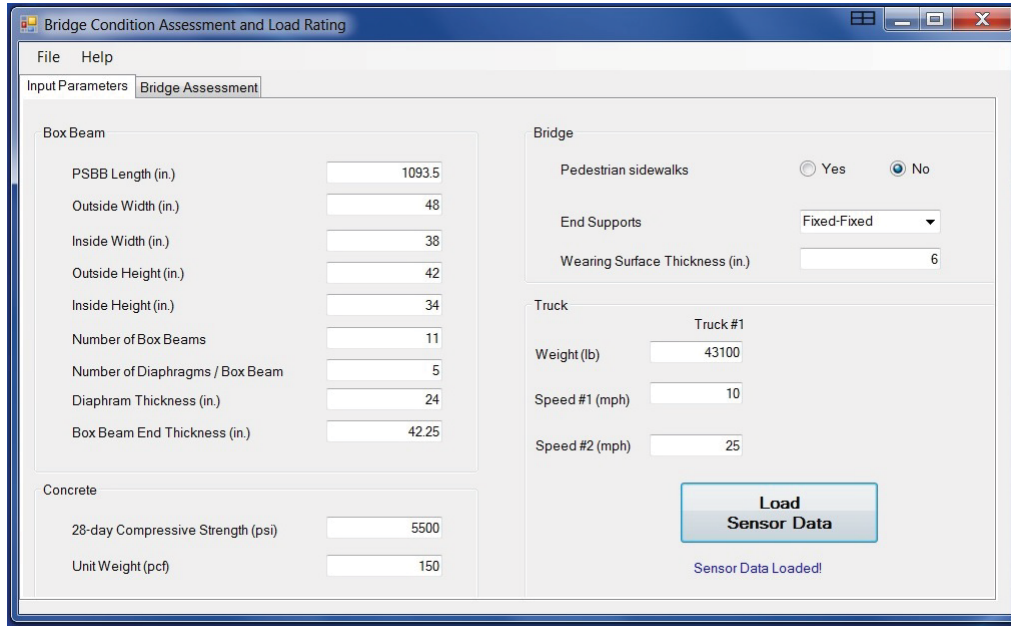 Bridge Condition Assessment and Load Rating
File Help
Input Parameters Bridge Assessment
Box Beam
PSBB Length (in.) 1093.5
Outside Width (in.) 48
Inside Width (in.) 38
Outside Height (in.) 42
Inside Height (in.) 34
Number of Box Beams 11
Number of Diaphragms / Box Beam 5
Diaphram Thickness (in.) 24
Box Beam End Thickness (in.) 42.25
Concrete
28-day Compressive Strength (psi) 5500
Unit Weight (pcf) 150
Bridge
Pedestrian sidewalks Yes No
End Supports Fixed-Fixed
Wearing Surface Thickness (in.) 6
Truck
Truck #1
Weight (lb) 43100
Speed #1 (mph) 10
Speed #2 (mph) 25
Load
Sensor Data
Sensor Data Loaded!